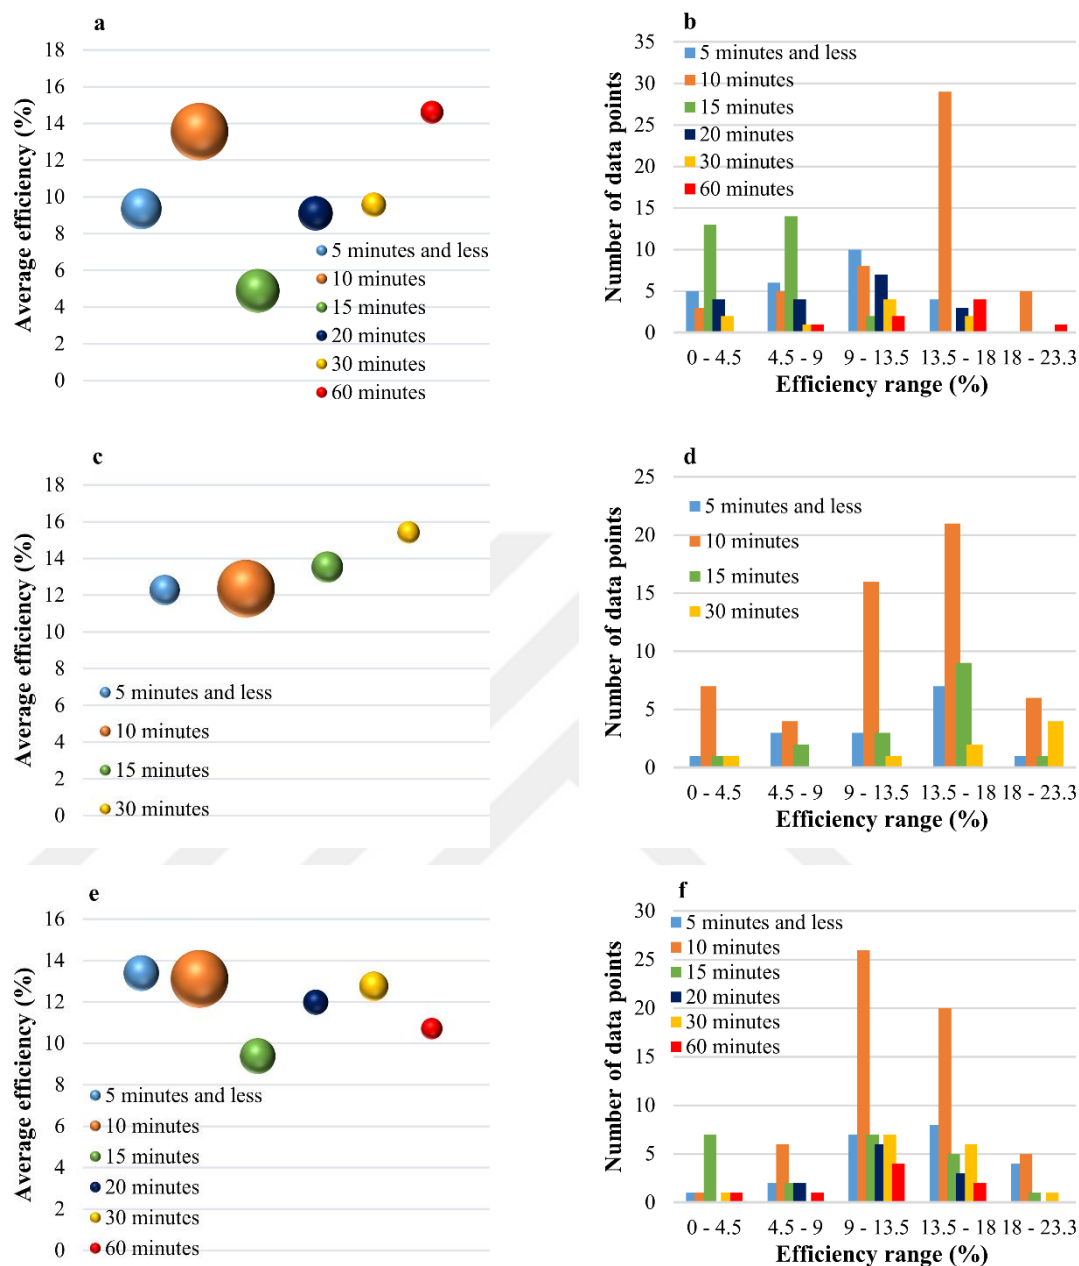 a
Average efficiency (%)
18
16
14
12
10
8
6
4
2
0
5 minutes and less
10 minutes
15 minutes
20 minutes
30 minutes
60 minutes
b
Number of data points
35
30
25
20
15
10
5
0
5 minutes and less
10 minutes
15 minutes
20 minutes
30 minutes
60 minutes
0 - 4.5 4.5 - 9 9 - 13.5 13.5 - 18 18 - 23.3
Efficiency range (%)
c
Average efficiency (%)
18
16
14
12
10
8
6
4
2
0
5 minutes and less
10 minutes
15 minutes
30 minutes
d
Number of data points
25
20
15
10
5
0
5 minutes and less
10 minutes
15 minutes
30 minutes
0 - 4.5 4.5 - 9 9 - 13.5 13.5 - 18 18 - 23.3
Efficiency range (%)
e
Average efficiency (%)
16
14
12
10
8
6
4
2
0
5 minutes and less
10 minutes
15 minutes
20 minutes
30 minutes
60 minutes
f
Number of data points
30
25
20
15
10
5
0
5 minutes and less
10 minutes
15 minutes
20 minutes
30 minutes
60 minutes
0 - 4.5 4.5 - 9 9 - 13.5 13.5 - 18 18 - 23.3
Efficiency range (%)